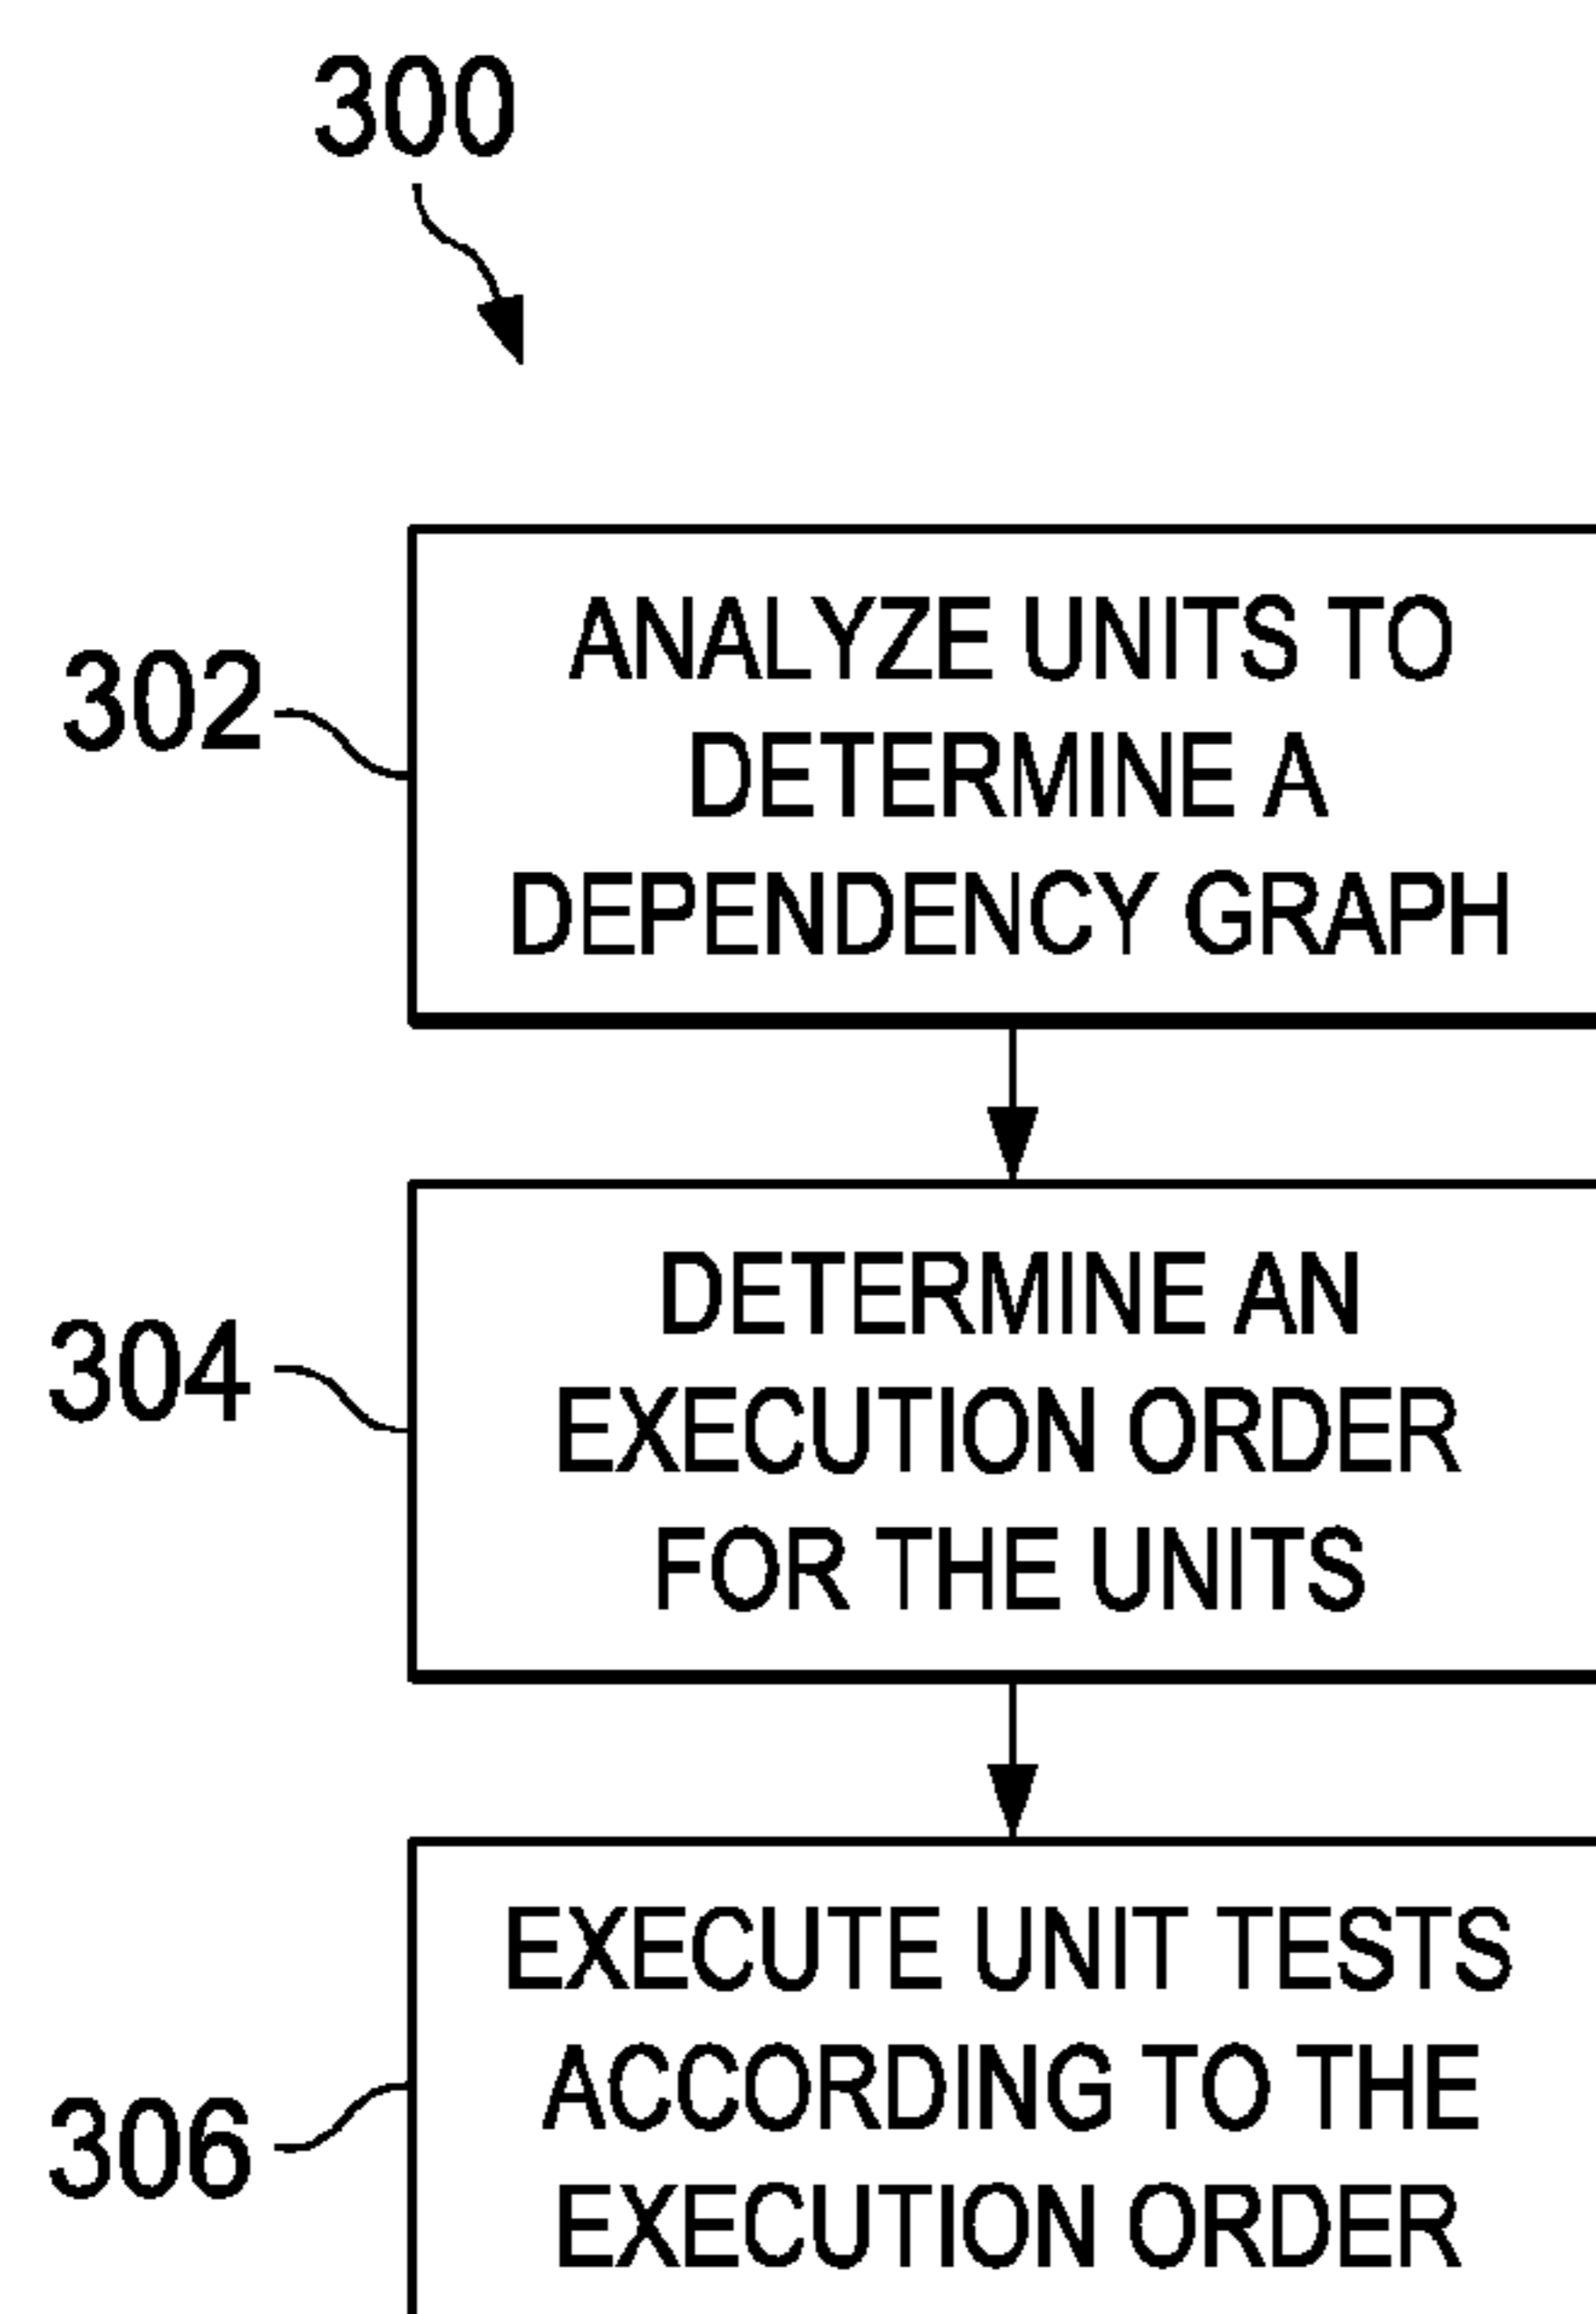 300
302
ANALYZE UNITS TO
DETERMINE A
DEPENDENCY GRAPH
304
DETERMINE AN
EXECUTION ORDER
FOR THE UNITS
306
EXECUTE UNIT TESTS
ACCORDING TO THE
EXECUTION ORDER